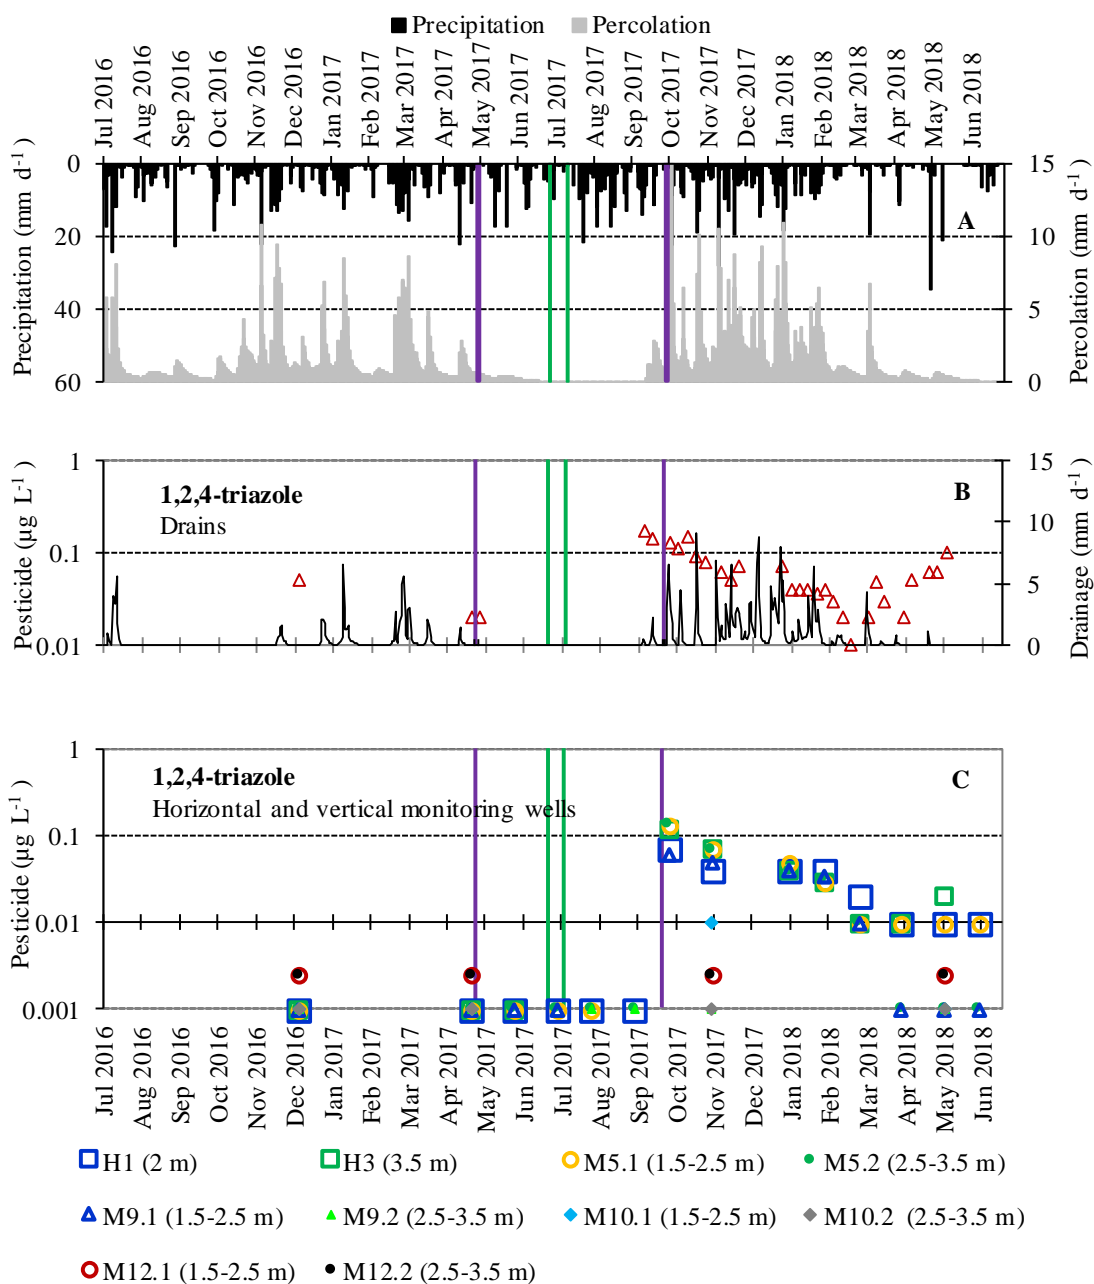 Precipitation Percolation
Jul 2016 Aug 2016 Sep 2016 Oct 2016 Nov 2016 Dec 2016 Jan 2017 Feb 2017 Mar 2017 Apr 2017 May 2017 Jun 2017 Jul 2017 Aug 2017 Sep 2017 Oct 2017 Nov 2017 Dec 2017 Jan 2018 Feb 2018 Mar 2018 Apr 2018 May 2018 Jun 2018
Precipitation (mm d-1)
0
20
40
60
A
15
10
5
0
Percolation (mm d-1)
Pesticide (µg L-1)
1
0.1
0.01
1,2,4-triazole
Drains
B
15
10
5
0
Drainage (mm d-1)
Pesticide (µg L-1)
1
0.1
0.01
0.001
1,2,4-triazole
Horizontal and vertical monitoring wells
C
Jul 2016 Aug 2016 Sep 2016 Oct 2016 Nov 2016 Dec 2016 Jan 2017 Feb 2017 Mar 2017 Apr 2017 May 2017 Jun 2017 Jul 2017 Aug 2017 Sep 2017 Oct 2017 Nov 2017 Dec 2017 Jan 2018 Feb 2018 Mar 2018 Apr 2018 May 2018 Jun 2018
H1 (2 m) H3 (3.5 m) M5.1 (1.5-2.5 m) M5.2 (2.5-3.5 m)
M9.1 (1.5-2.5 m) M9.2 (2.5-3.5 m) M10.1 (1.5-2.5 m) M10.2 (2.5-3.5 m)
M12.1 (1.5-2.5 m) M12.2 (2.5-3.5 m)